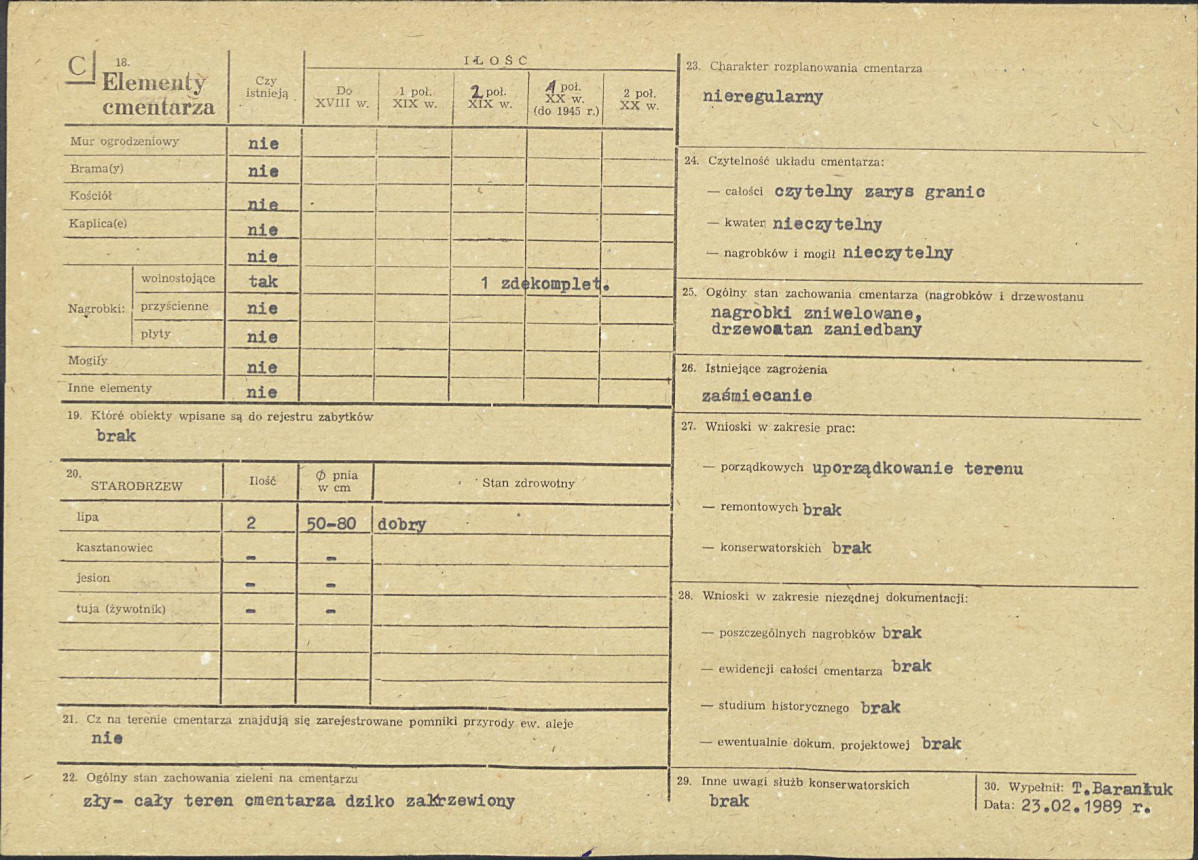 C
18.
Elementy
cmentarza
Czy
istnieją
IŁOŚĆ
Do
XVIII w.
1 poł.
XIX w.
2 poł.
XIX w.
1 poł.
XX w.
(do 1945 r.)
2 poł.
XX w.
Mur ogrodzeniowy nie
Brama(y) nie
Kościół nie
Kaplica(e) nie
nie
Nagrobki:
wolnostojące tak 1 zdekomplet.
przyścienne nie
płyty nie
Mogiły nie
Inne elementy nie
19. Które obiekty wpisane są do rejestru zabytków
brak
20.
STARODRZEW
Ilość
Ø pnia
w cm
Stan zdrowotny
lipa 2 50-80 dobry
kasztanowiec - -
jesion - -
tuja (żywotnik) - -
21. Cz na terenie cmentarza znajdują się zarejestrowane pomniki przyrody ew. aleje
nie
22. Ogólny stan zachowania zieleni na cmentarzu
zły- cały teren cmentarza dziko zakrzewiony
23. Charakter rozplanowania cmentarza
nieregularny
24. Czytelność układu cmentarza:
— całości czytelny zarys granic
— kwater nieczytelny
— nagrobków i mogił nieczytelny
25. Ogólny stan zachowania cmentarza (nagrobków i drzewostanu
nagrobki zniwelowane,
drzewostan zaniedbany
26. Istniejące zagrożenia
zaśmiecanie
27. Wnioski w zakresie prac:
— porządkowych uporządkowanie terenu
— remontowych brak
— konserwatorskich brak
28. Wnioski w zakresie niezędnej dokumentacji:
— poszczególnych nagrobków brak
— ewidencji całości cmentarza brak
— studium historycznego brak
— ewentualnie dokum. projektowej brak
29. Inne uwagi służb konserwatorskich
brak
30. Wypełnił: T.Baraniuk
Data: 23.02.1989 r.